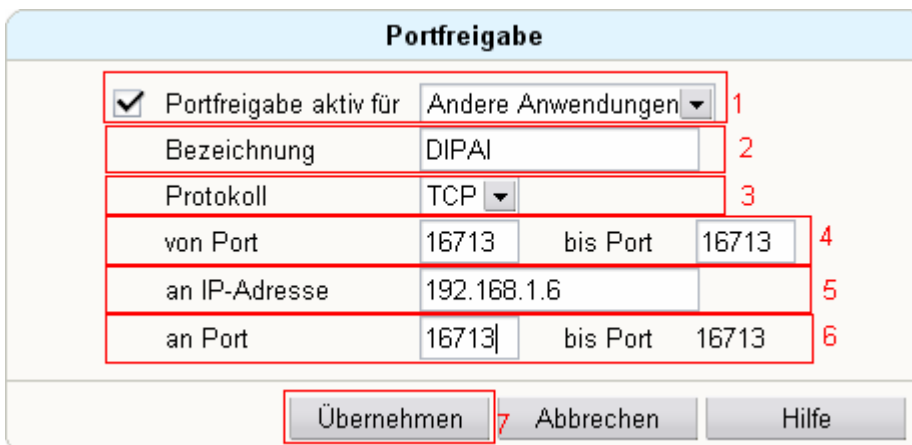 Portfreigabe
Portfreigabe aktiv für Andere Anwendungen 1
Bezeichnung DIPAI 2
Protokoll TCP 3
von Port 16713 bis Port 16713 4
an IP-Adresse 192.168.1.6 5
an Port 16713 bis Port 16713 6
Übernehmen 7 Abbrechen Hilfe